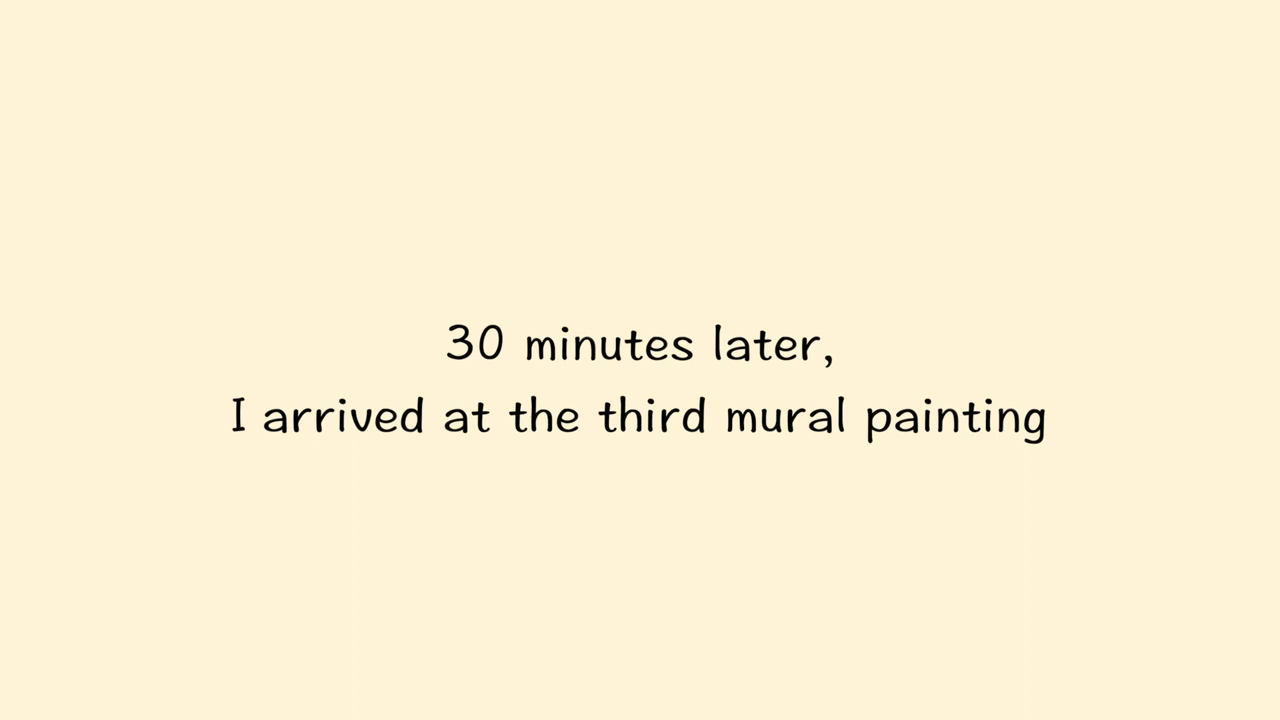 30 minutes later,
I arrived at the third mural painting